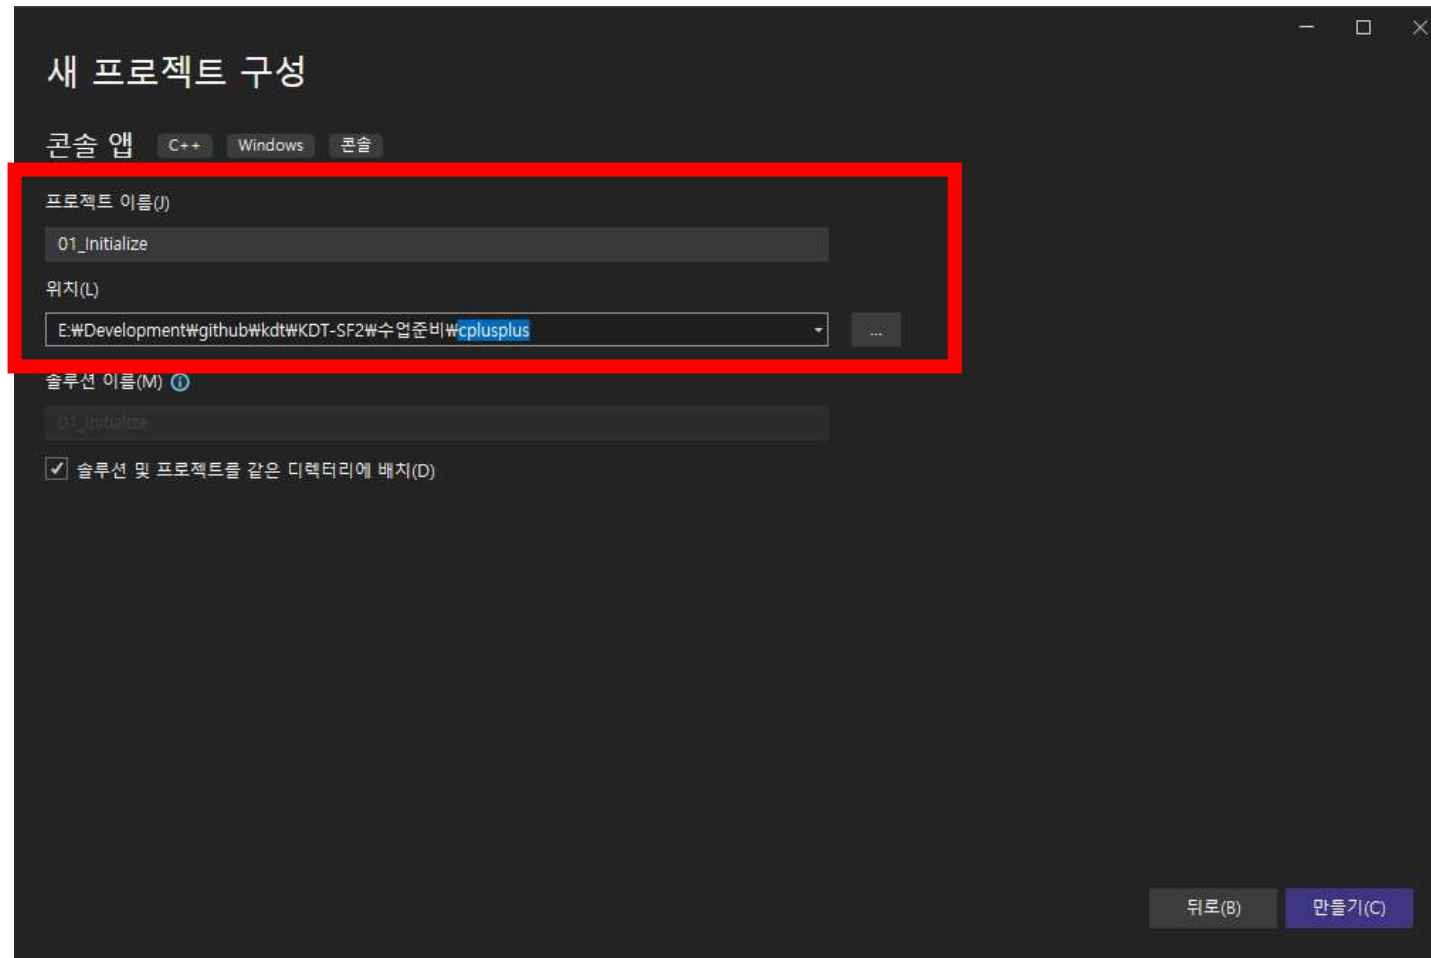 새 프로젝트 구성
콘솔 앱 C++ Windows 콘솔
프로젝트 이름(J)
01_Initialize
위치(L)
E:₩Development₩github₩kdt₩KDT-SF2₩수업준비₩cplusplus
...
솔루션 이름(M)
01_Initialize
솔루션 및 프로젝트를 같은 디렉터리에 배치(D)
뒤로(B) 만들기(C)